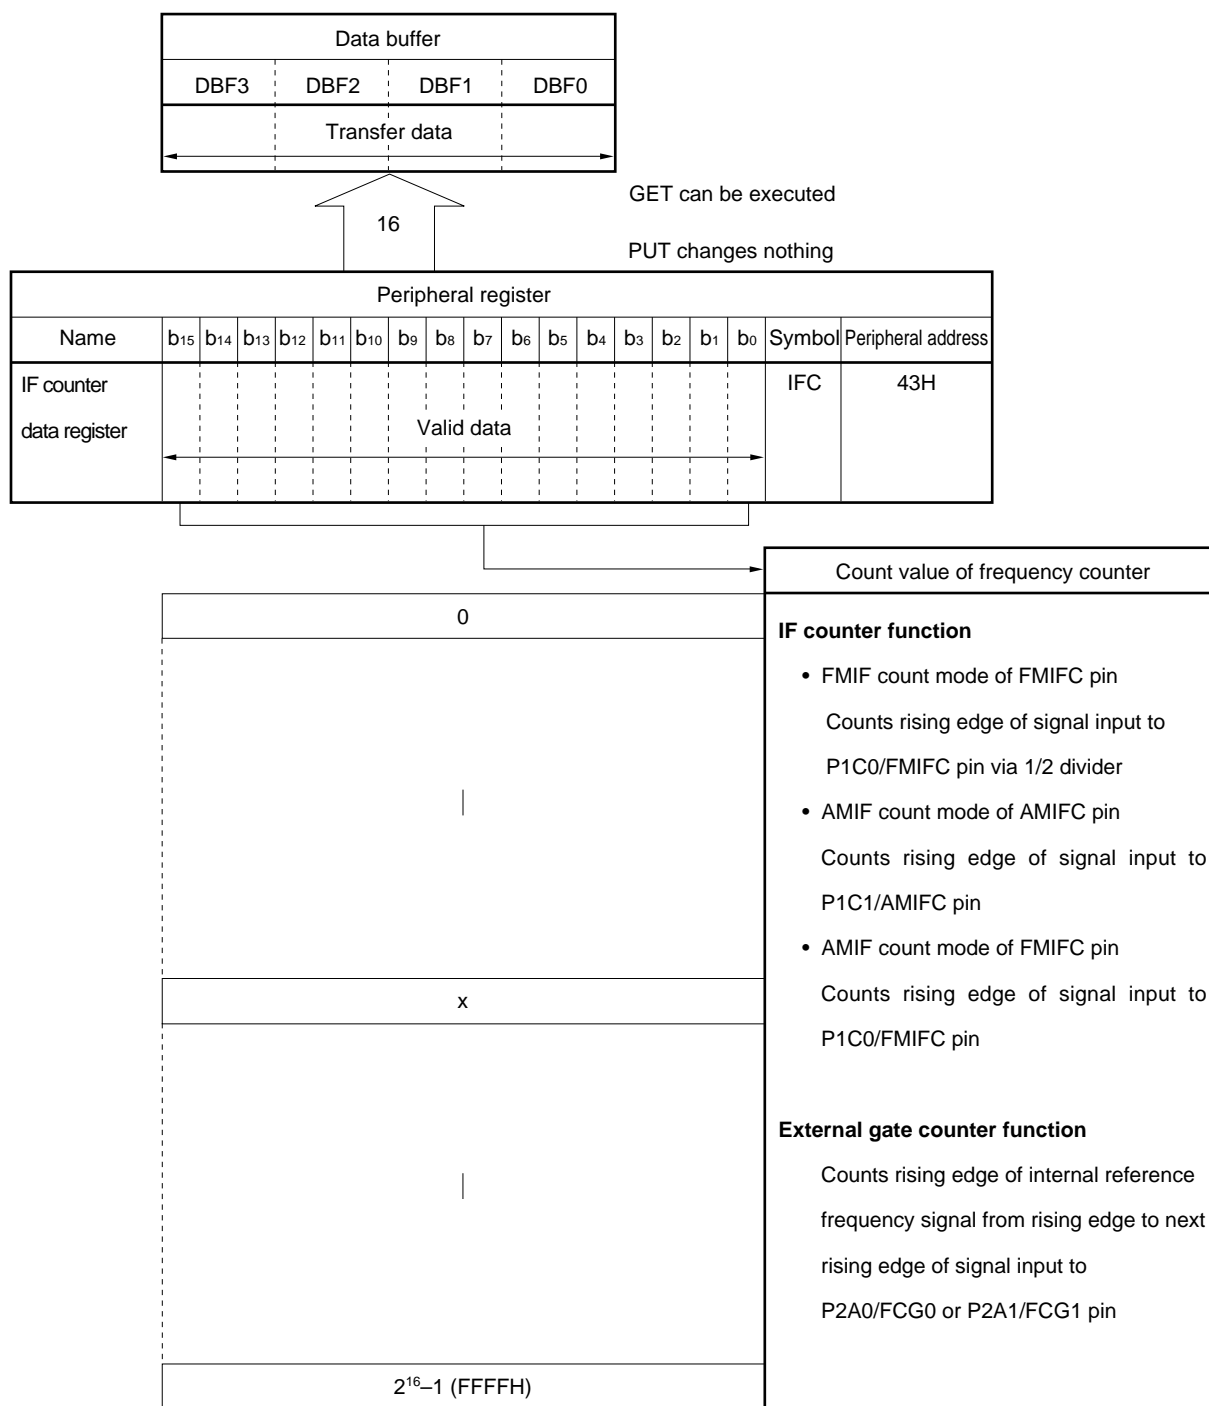 Data buffer
DBF3 DBF2 DBF1 DBF0
Transfer data
16
GET can be executed
PUT changes nothing
Peripheral register
Name b15 b14 b13 b12 b11 b10 b9 b8 b7 b6 b5 b4 b3 b2 b1 b0 Symbol Peripheral address
IF counter
data register
Valid data
IFC
43H
Count value of frequency counter
0
x
2^16–1 (FFFFH)
IF counter function
• FMIF count mode of FMIFC pin
Counts rising edge of signal input to
P1C0/FMIFC pin via 1/2 divider
• AMIF count mode of AMIFC pin
Counts rising edge of signal input to
P1C1/AMIFC pin
• AMIF count mode of FMIFC pin
Counts rising edge of signal input to
P1C0/FMIFC pin
External gate counter function
Counts rising edge of internal reference
frequency signal from rising edge to next
rising edge of signal input to
P2A0/FCG0 or P2A1/FCG1 pin